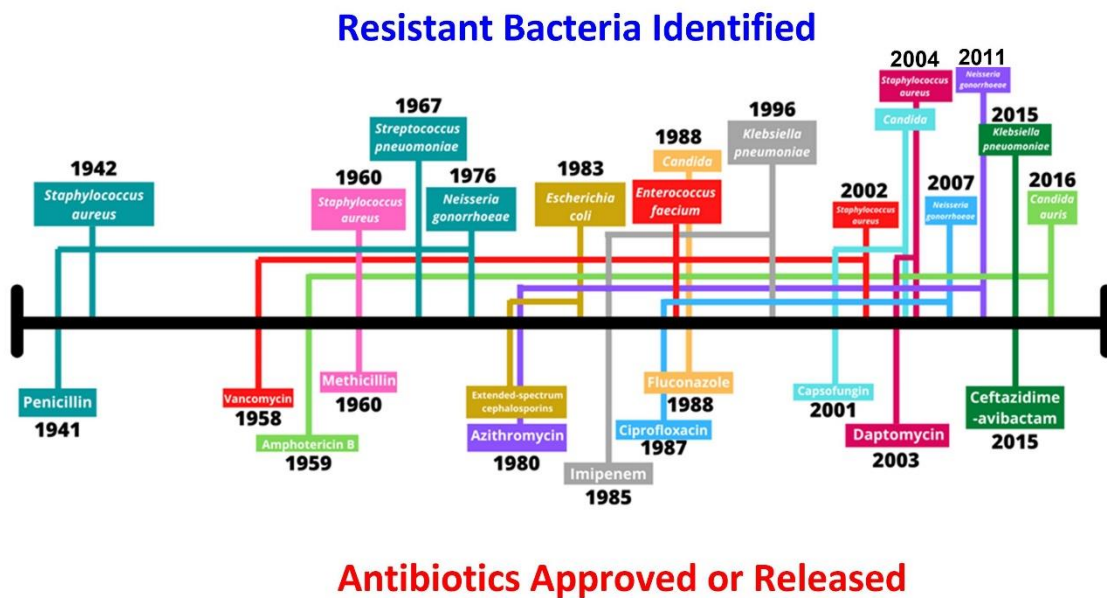 Resistant Bacteria Identified
1942
Staphylococcus
aureus
1960
Staphylococcus
aureus
1967
Streptococcus
pneuomoniae
1976
Neisseria
gonorrhoeae
1983
Escherichia
coli
1988
Candida
Enterococcus
faecium
1996
Klebsiella
pneumoniae
2002
Staphylococcus
aureus
2004
Staphylococcus
aureus
Candida
2007
Neisseria
gonorrhoeae
2011
Neisseria
gonorrhoeae
2015
Klebsiella
pneuomoniae
2016
Candida
auris
Penicillin
1941
Vancomycin
1958
Amphotericin B
1959
Methicillin
1960
Extended-spectrum
cephalosporins
Azithromycin
1980
Imipenem
1985
Ciprofloxacin
1987
Fluconazole
1988
Capsofungin
2001
Daptomycin
2003
Ceftazidime
-avibactam
2015
Antibiotics Approved or Released